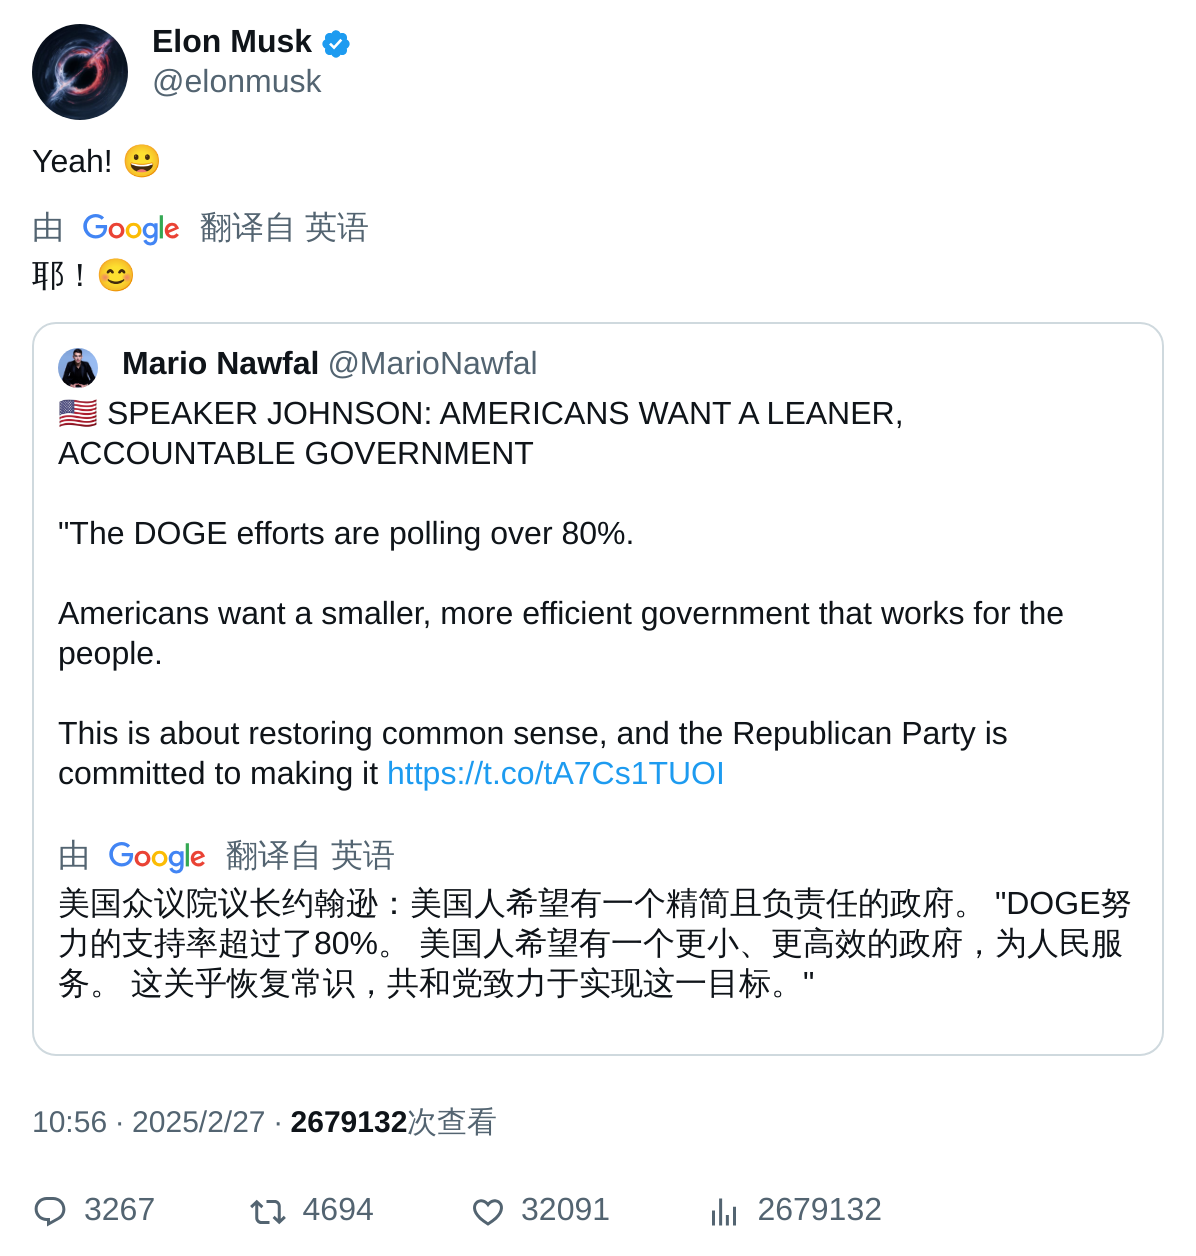 Elon Musk
@elonmusk
Yeah! 😀
由 Google 翻译自 英语
耶！😊
Mario Nawfal @MarioNawfal
🇺🇸 SPEAKER JOHNSON: AMERICANS WANT A LEANER,
ACCOUNTABLE GOVERNMENT
"The DOGE efforts are polling over 80%.
Americans want a smaller, more efficient government that works for the
people.
This is about restoring common sense, and the Republican Party is
committed to making it https://t.co/tA7Cs1TUOI
由 Google 翻译自 英语
美国众议院议长约翰逊：美国人希望有一个精简且负责任的政府。 "DOGE努
力的支持率超过了80%。 美国人希望有一个更小、更高效的政府，为人民服
务。 这关乎恢复常识，共和党致力于实现这一目标。"
10:56 · 2025/2/27 · 2679132次查看
3267 4694 32091 2679132